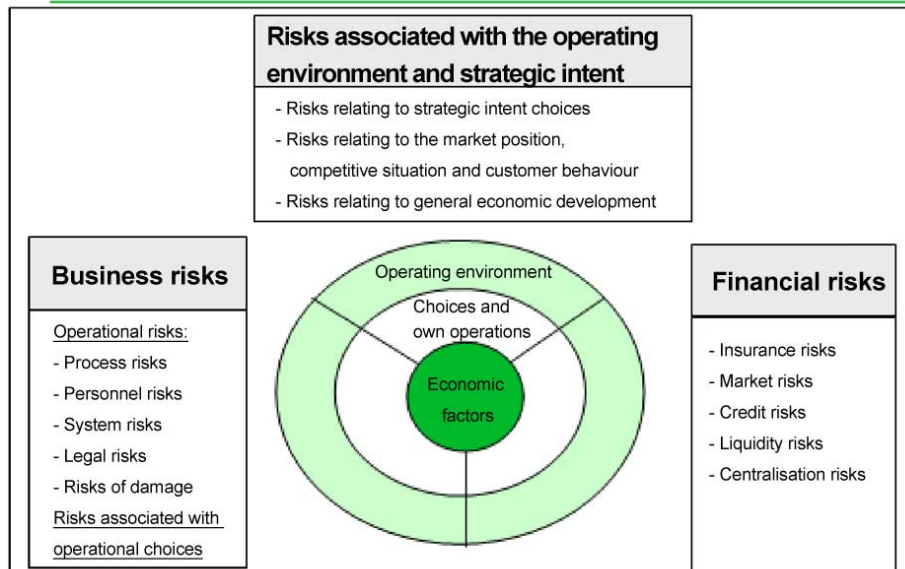 Risks associated with the operating
environment and strategic intent
- Risks relating to strategic intent choices
- Risks relating to the market position,
competitive situation and customer behaviour
- Risks relating to general economic development
Business risks
Operational risks:
- Process risks
- Personnel risks
- System risks
- Legal risks
- Risks of damage
Risks associated with
operational choices
Operating environment
Choices and
own operations
Economic
factors
Financial risks
- Insurance risks
- Market risks
- Credit risks
- Liquidity risks
- Centralisation risks